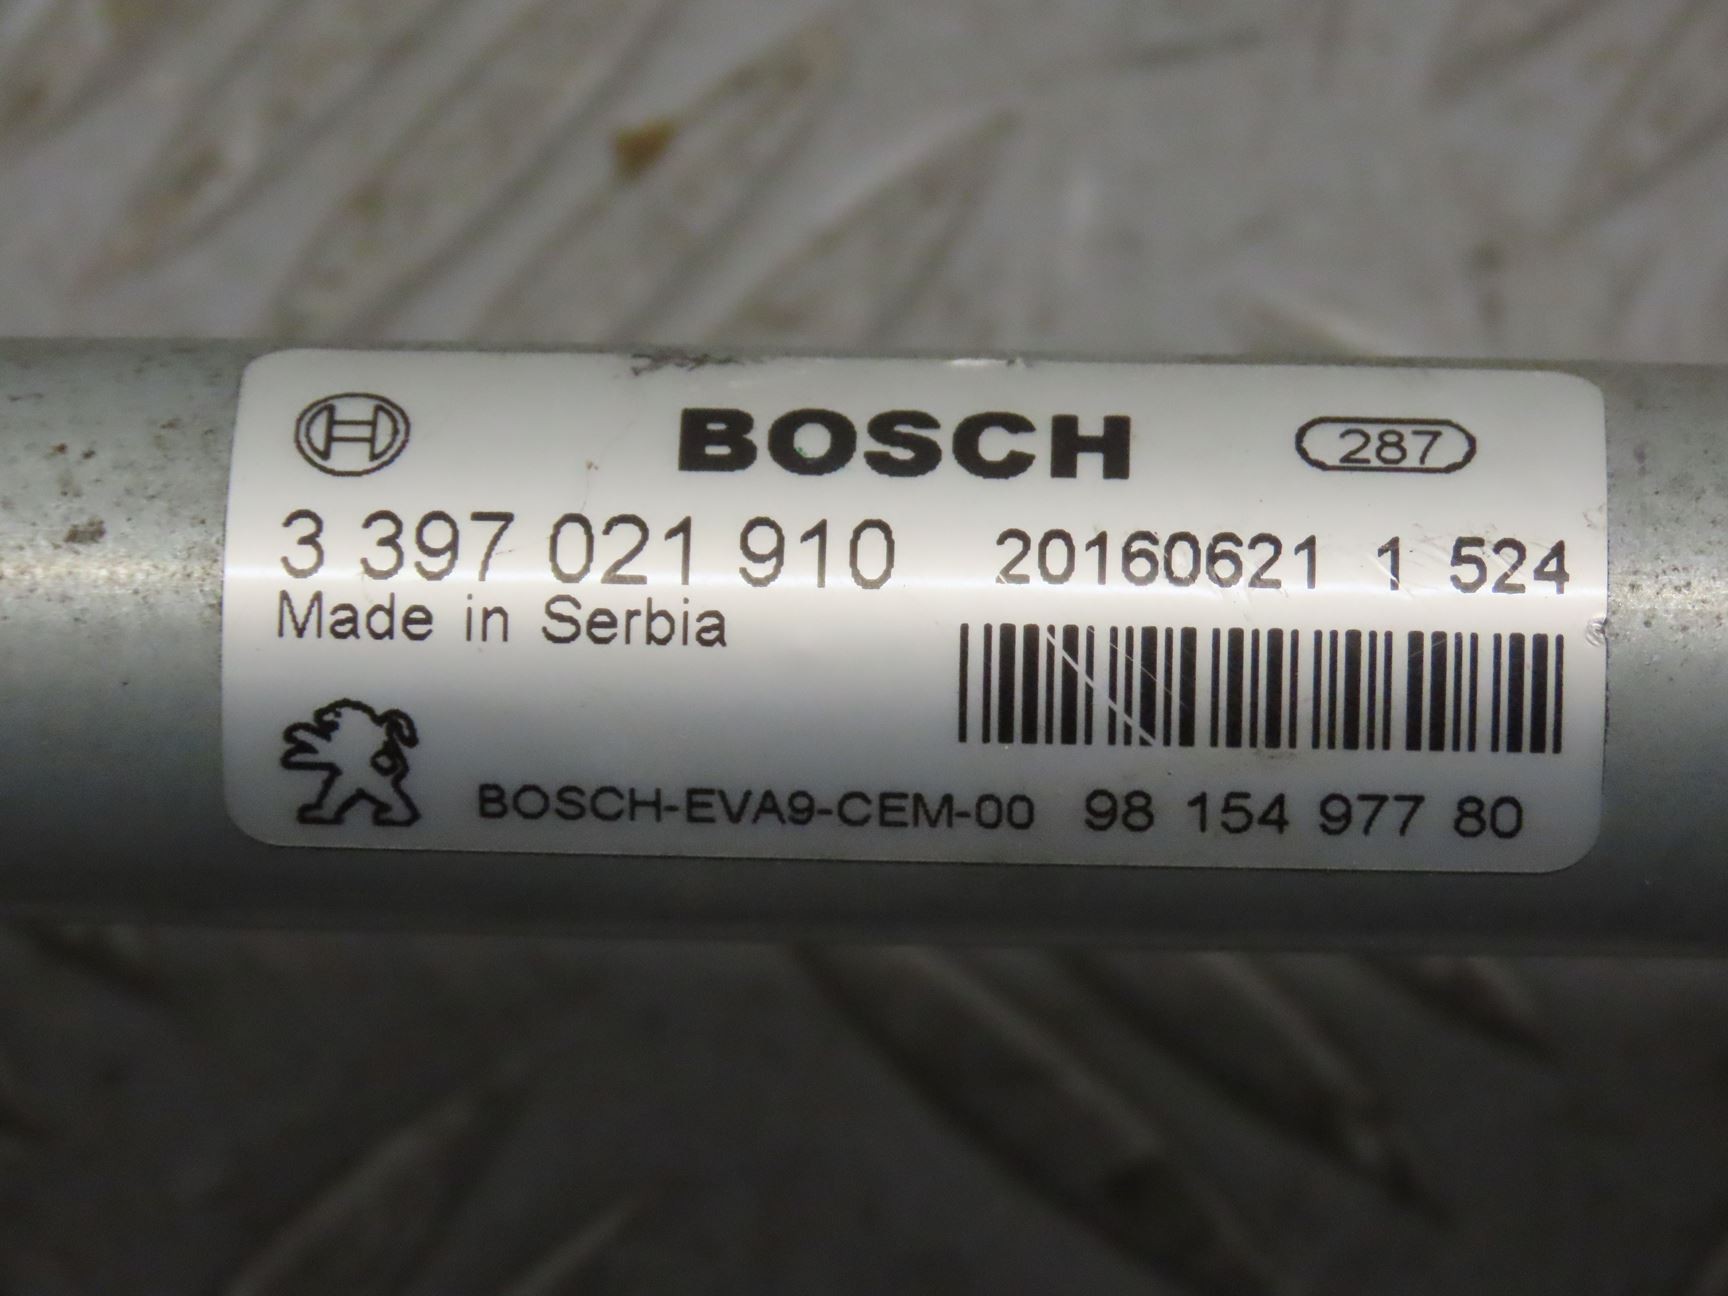 BOSCH 287
3 397 021 910 20160621 1 524
Made in Serbia
BOSCH-EVA9-CEM-00 98 154 977 80